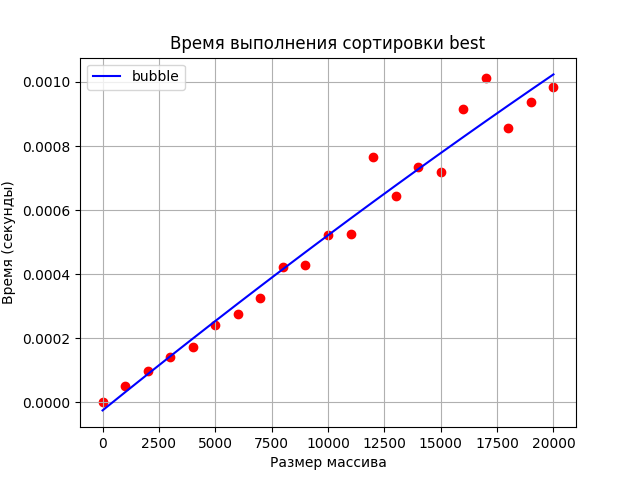 Время выполнения сортировки best
bubble
0.0010
0.0008
0.0006
0.0004
0.0002
0.0000
Время (секунды)
0 2500 5000 7500 10000 12500 15000 17500 20000
Размер массива